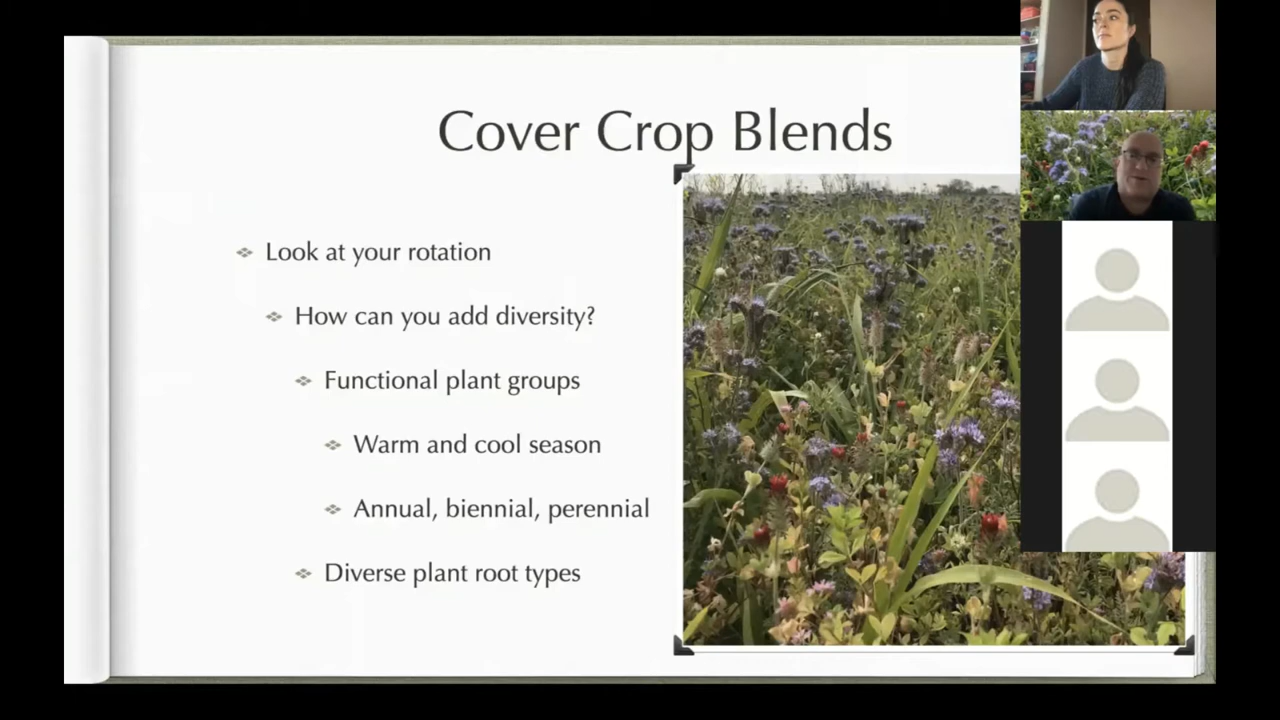 Cover Crop Blends
Look at your rotation
How can you add diversity?
Functional plant groups
Warm and cool season
Annual, biennial, perennial
Diverse plant root types